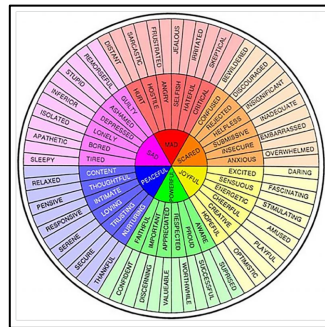 MAD
SCARED
JOYFUL
POWERFUL
PEACEFUL
SAD
HURT
HOSTILE
ANGRY
SELFISH
HATEFUL
CRITICAL
CONFUSED
REJECTED
HELPLESS
SUBMISSIVE
INSECURE
ANXIOUS
EXCITED
SENSUOUS
ENERGETIC
CHEERFUL
CREATIVE
HOPEFUL
AWARE
PROUD
RESPECTED
APPRECIATED
IMPORTANT
FAITHFUL
NURTURING
TRUSTING
LOVING
INTIMATE
THOUGHTFUL
CONTENT
TIRED
BORED
LONELY
DEPRESSED
ASHAMED
GUILTY
DISTANT
SARCASTIC
FRUSTRATED
JEALOUS
IRRITATED
SKEPTICAL
BEWILDERED
DISCOURAGED
INSIGNIFICANT
INADEQUATE
EMBARRASSED
OVERWHELMED
DARING
FASCINATING
STIMULATING
AMUSED
PLAYFUL
OPTIMISTIC
SUCCESSFUL
WORTHWHILE
VALUEABLE
DISCERNING
CONFIDENT
THANKFUL
SECURE
SERENE
RESPONSIVE
PENSIVE
RELAXED
SLEEPY
APATHETIC
ISOLATED
INFERIOR
STUPID
REMORSEFUL